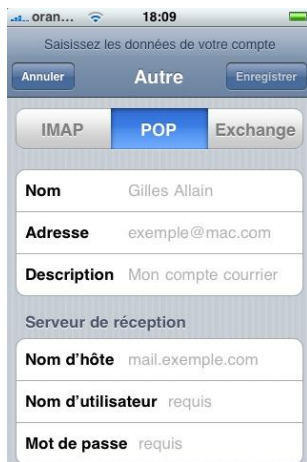 oran... 18:09
Saisissez les données de votre compte
Annuler Autre Enregistrer
IMAP POP Exchange
Nom Gilles Allain
Adresse exemple@mac.com
Description Mon compte courrier
Serveur de réception
Nom d'hôte mail.exemple.com
Nom d'utilisateur requis
Mot de passe requis